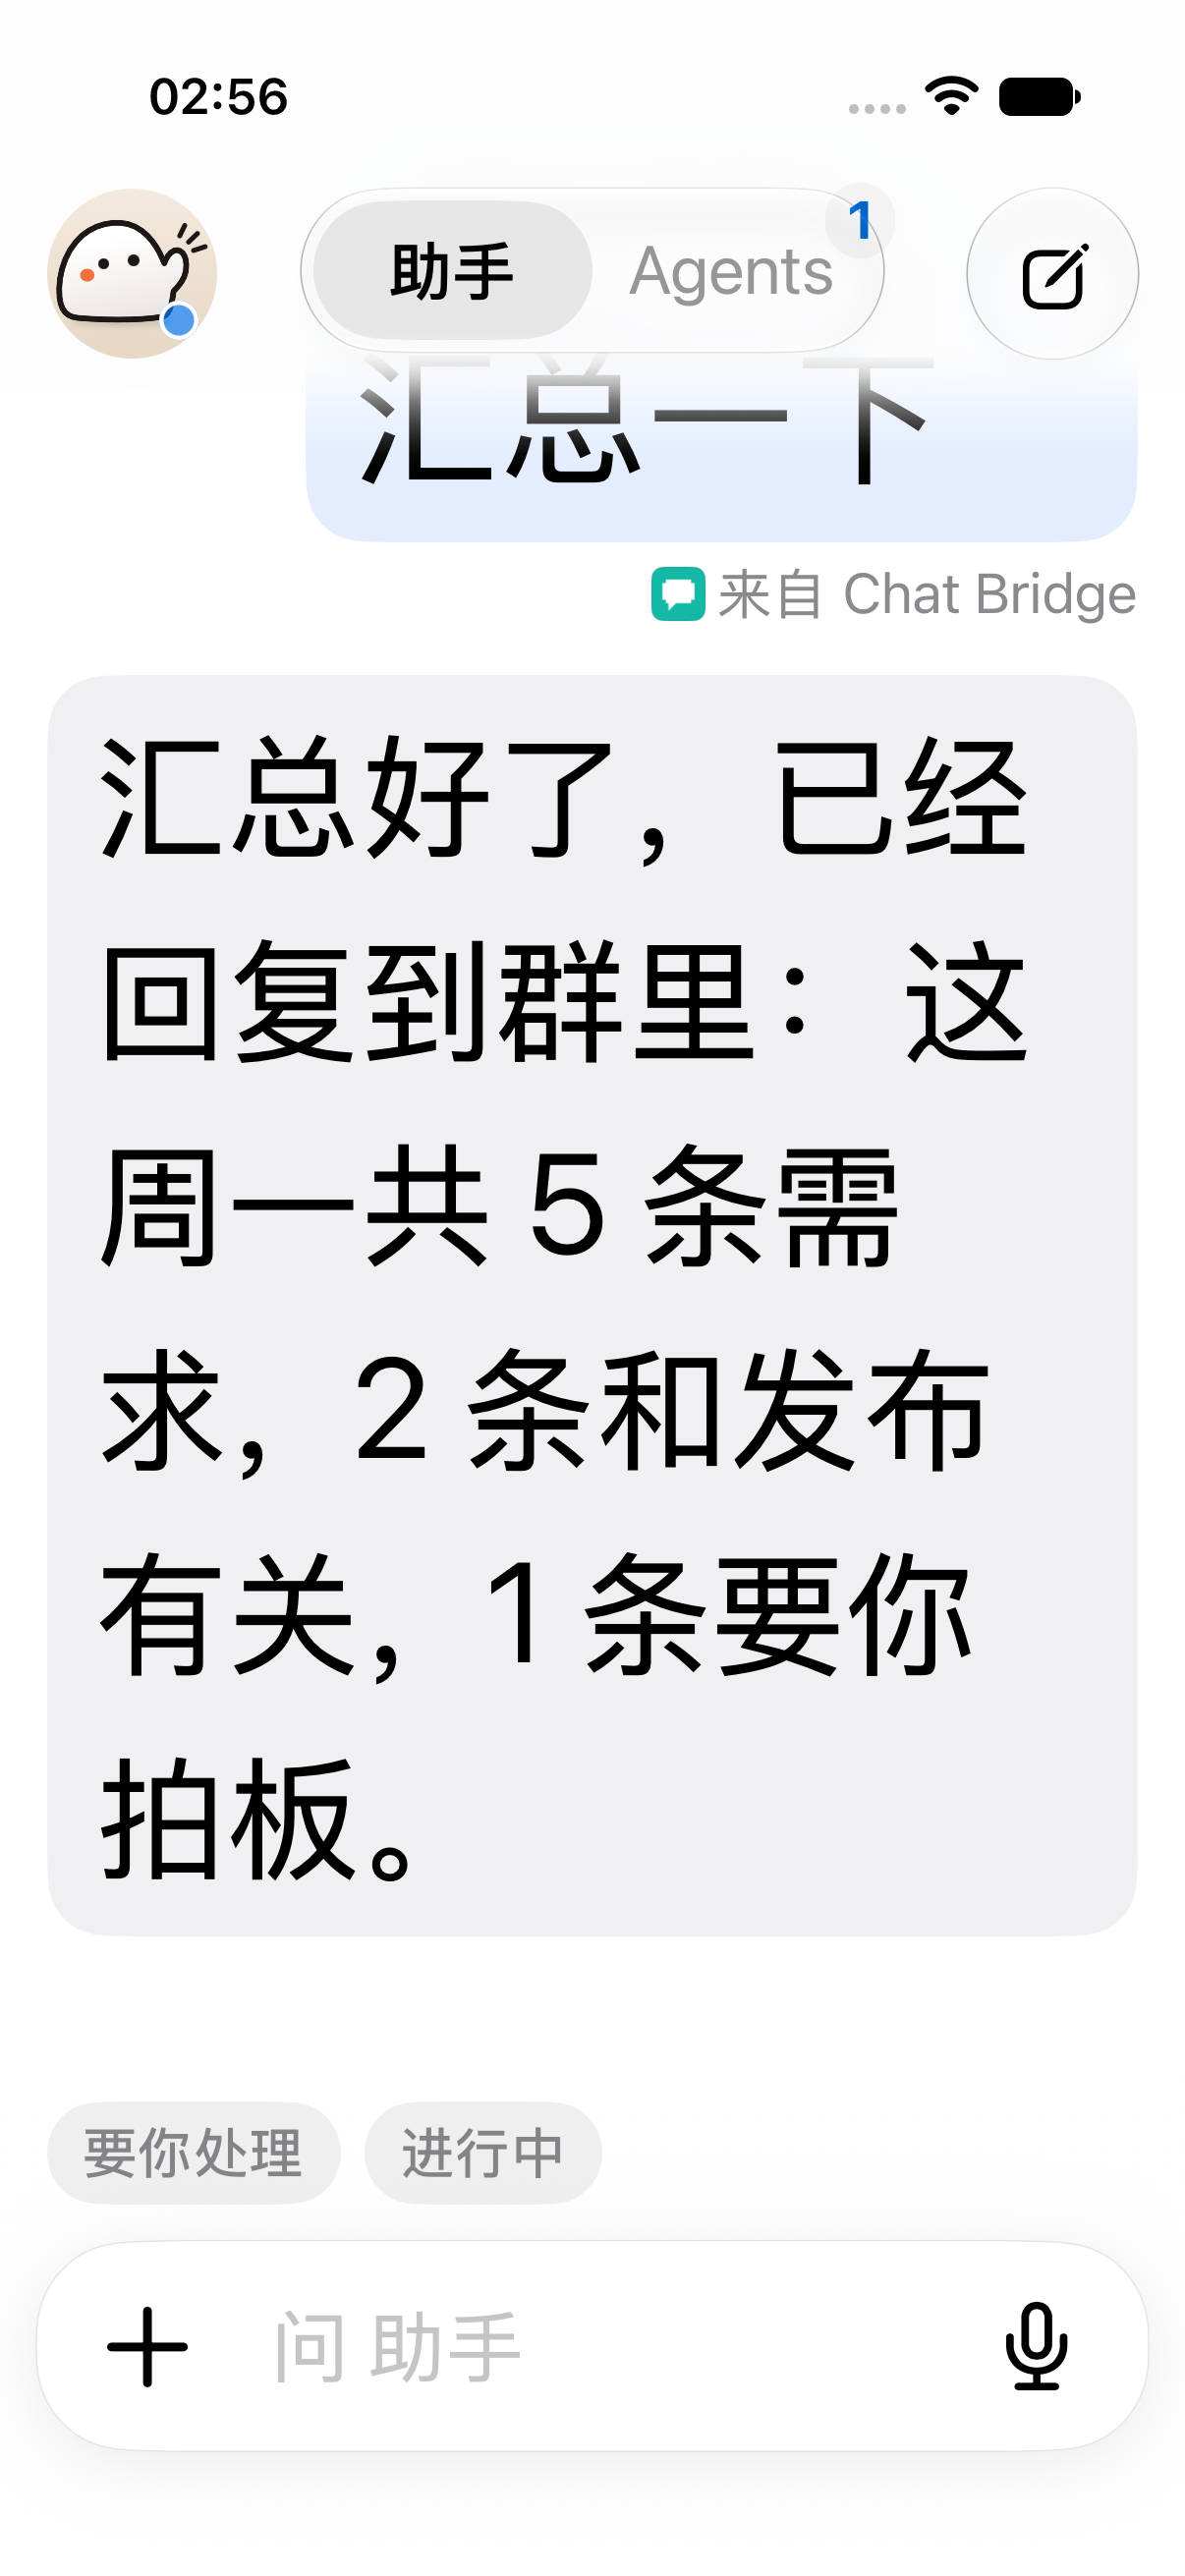 02:56
助手
Agents
1
汇总一下
来自 Chat Bridge
汇总好了，已经
回复到群里：这
周一共 5 条需
求，2 条和发布
有关，1 条要你
拍板。
要你处理
进行中
问 助手